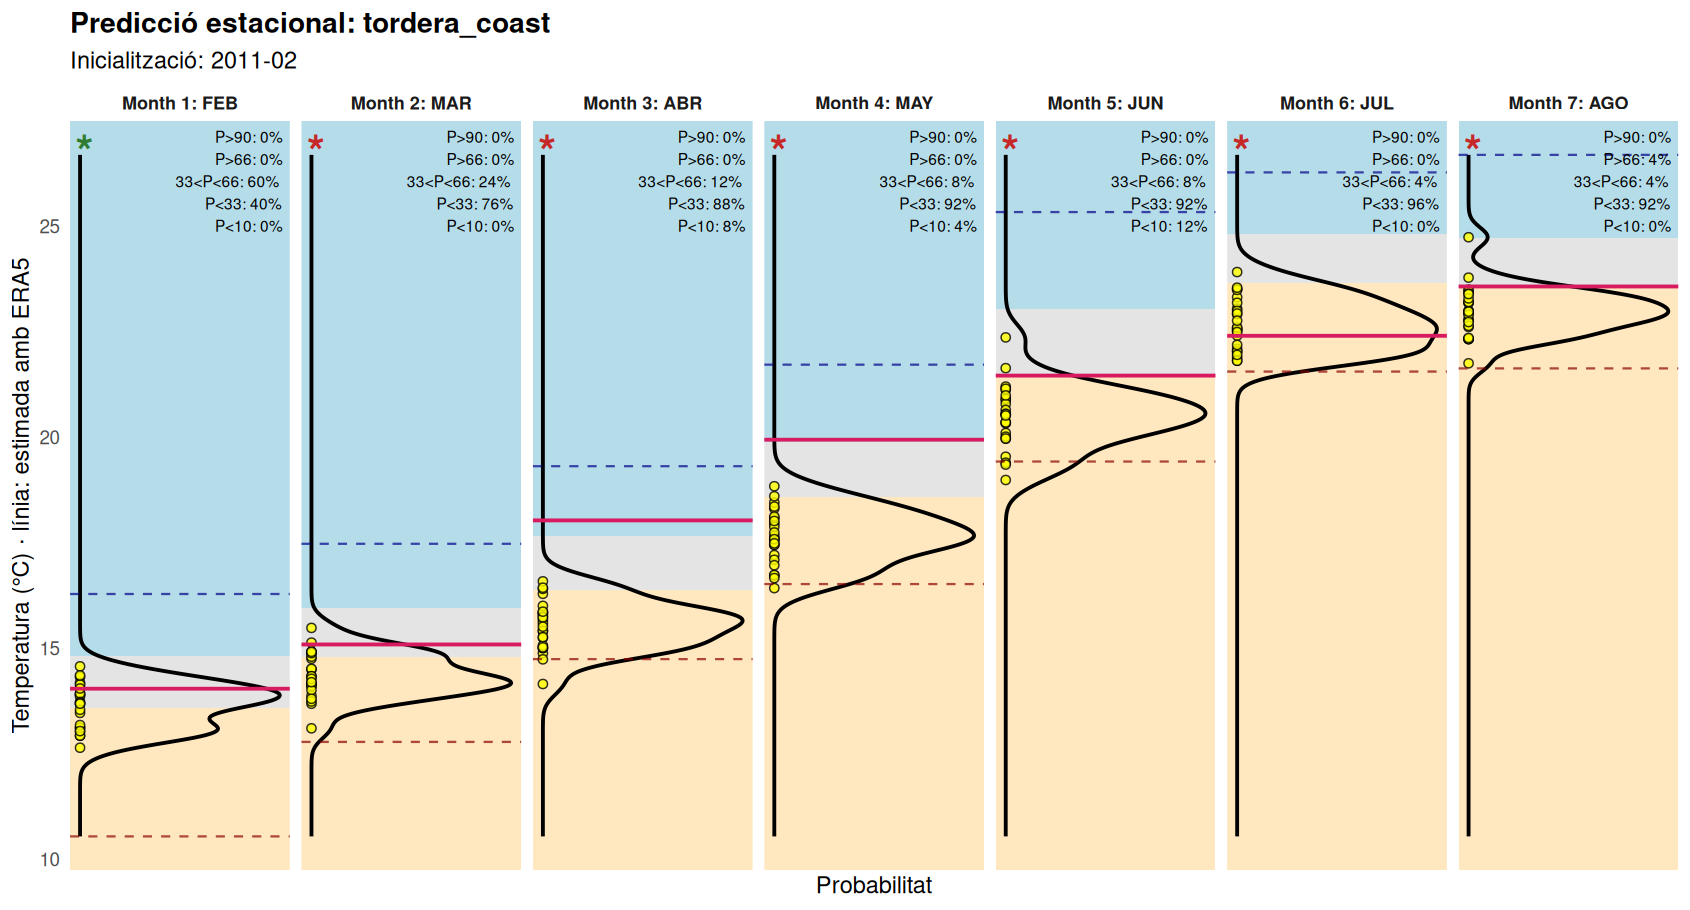 Predicció estacional: tordera_coast
Inicialització: 2011-02
Month 1: FEB
Month 2: MAR
Month 3: ABR
Month 4: MAY
Month 5: JUN
Month 6: JUL
Month 7: AGO
*
P>90: 0%
P>66: 0%
33<P<66: 60%
P<33: 40%
P<10: 0%
*
P>90: 0%
P>66: 0%
33<P<66: 24%
P<33: 76%
P<10: 0%
*
P>90: 0%
P>66: 0%
33<P<66: 12%
P<33: 88%
P<10: 8%
*
P>90: 0%
P>66: 0%
33<P<66: 8%
P<33: 92%
P<10: 4%
*
P>90: 0%
P>66: 0%
33<P<66: 8%
P<33: 92%
P<10: 12%
*
P>90: 0%
P>66: 0%
33<P<66: 4%
P<33: 96%
P<10: 0%
*
P>90: 0%
P>66: 4%
33<P<66: 4%
P<33: 92%
P<10: 0%
25
20
15
10
Temperatura (°C) · línia: estimada amb ERA5
Probabilitat